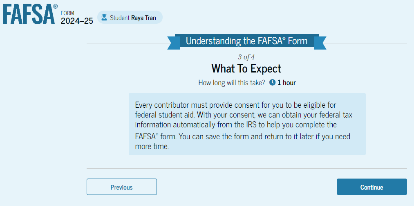 FAFSA® FORM
2024–25
Student Raya Tran
Understanding the FAFSA® Form
3 of 4
What To Expect
How long will this take? 1 hour
Every contributor must provide consent for you to be eligible for
federal student aid. With your consent, we can obtain your federal tax
information automatically from the IRS to help you complete the
FAFSA® form. You can save the form and return to it later if you need
more time.
Previous
Continue